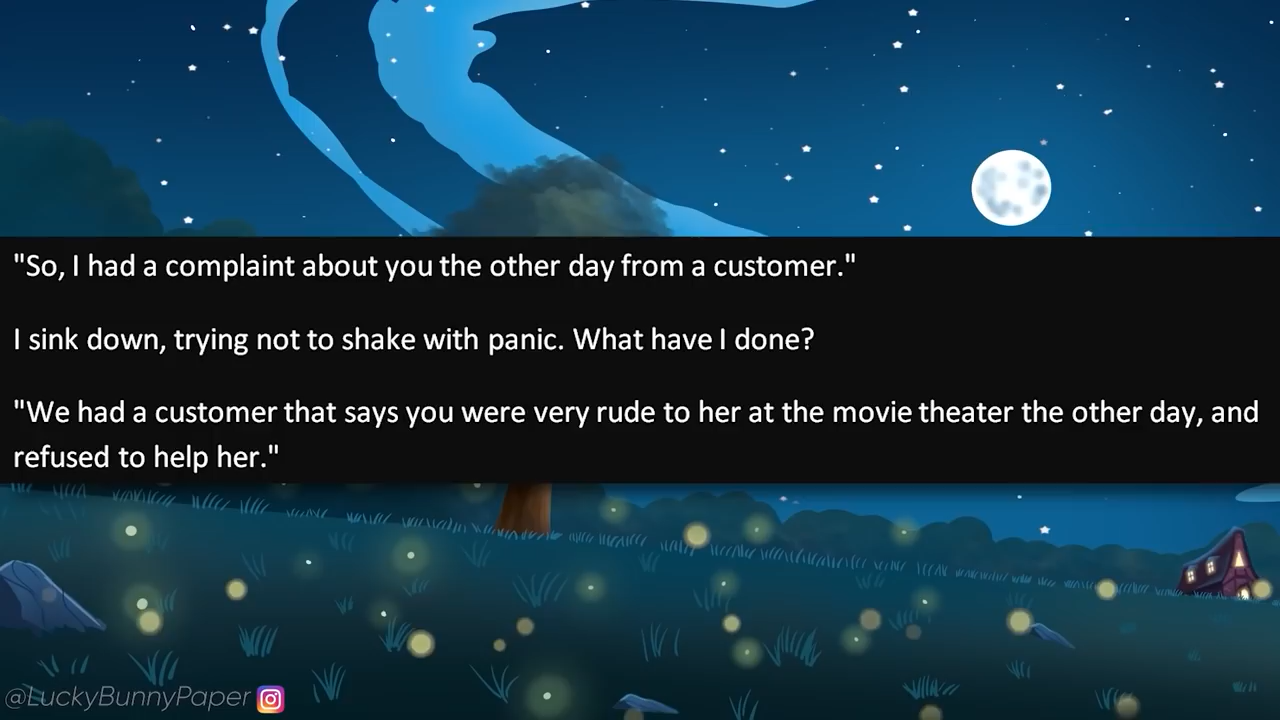 "So, I had a complaint about you the other day from a customer."
I sink down, trying not to shake with panic. What have I done?
"We had a customer that says you were very rude to her at the movie theater the other day, and
refused to help her."
@LuckyBunnyPaper